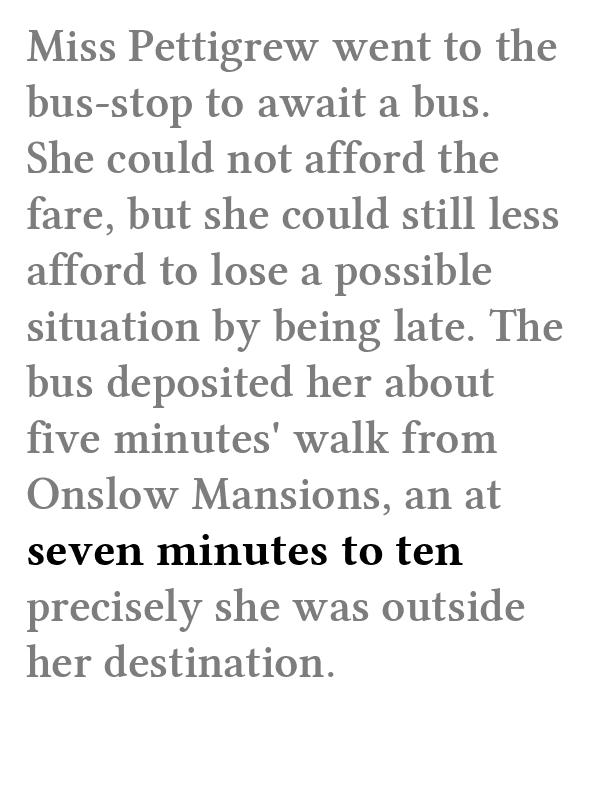 Miss Pettigrew went to the
bus-stop to await a bus.
She could not afford the
fare, but she could still less
afford to lose a possible
situation by being late. The
bus deposited her about
five minutes' walk from
Onslow Mansions, an at
seven minutes to ten
precisely she was outside
her destination.